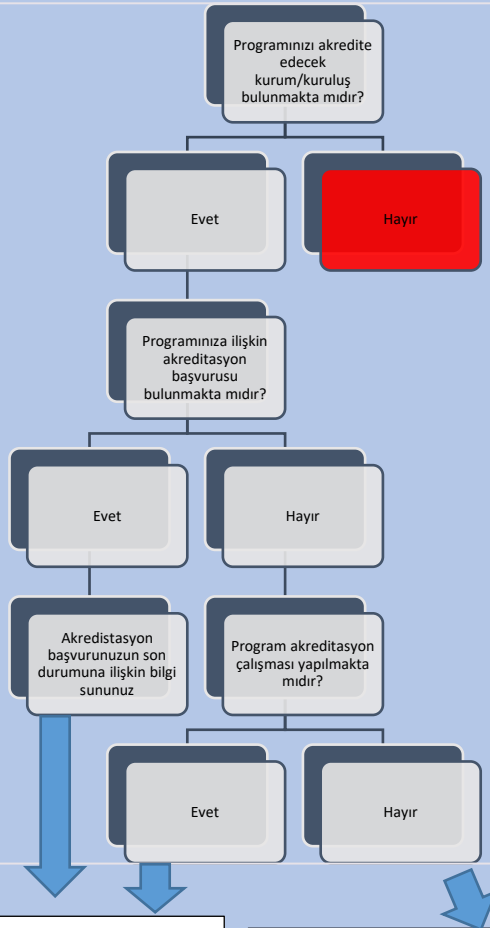 Programınızı akredite
edecek
kurum/kuruluş
bulunmakta mıdır?
Evet
Hayır
Programınıza ilişkin
akreditasyon
başvurusu
bulunmakta mıdır?
Evet
Hayır
Akredistasyon
başvurunuzun son
durumuna ilişkin bilgi
sununuz
Program akreditasyon
çalışması yapılmakta
mıdır?
Evet
Hayır